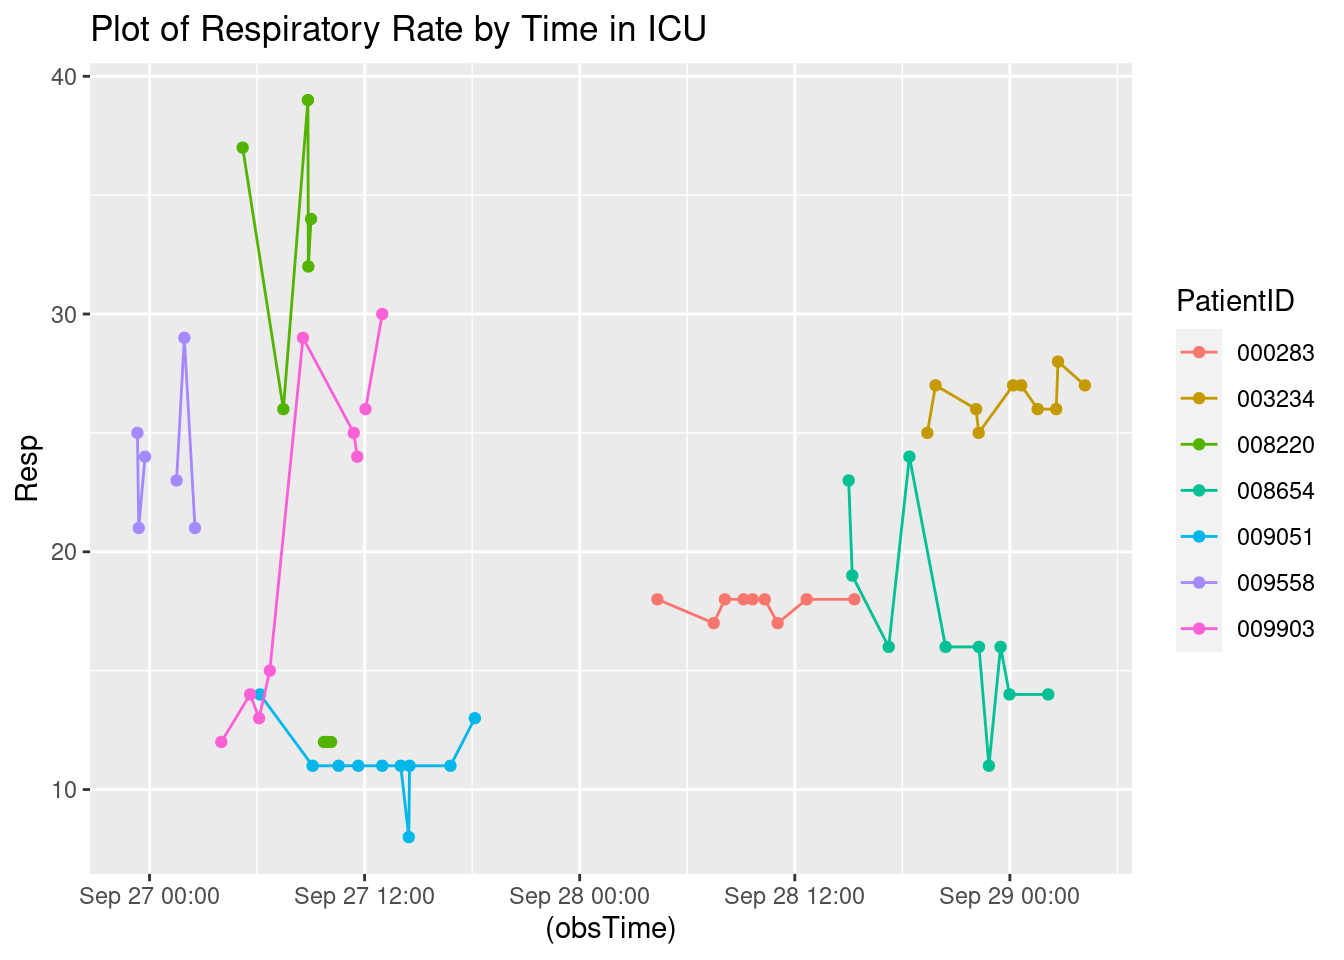 Plot of Respiratory Rate by Time in ICU
40
30
20
10
Resp
Sep 27 00:00
Sep 27 12:00
Sep 28 00:00
Sep 28 12:00
Sep 29 00:00
(obsTime)
PatientID
000283
003234
008220
008654
009051
009558
009903